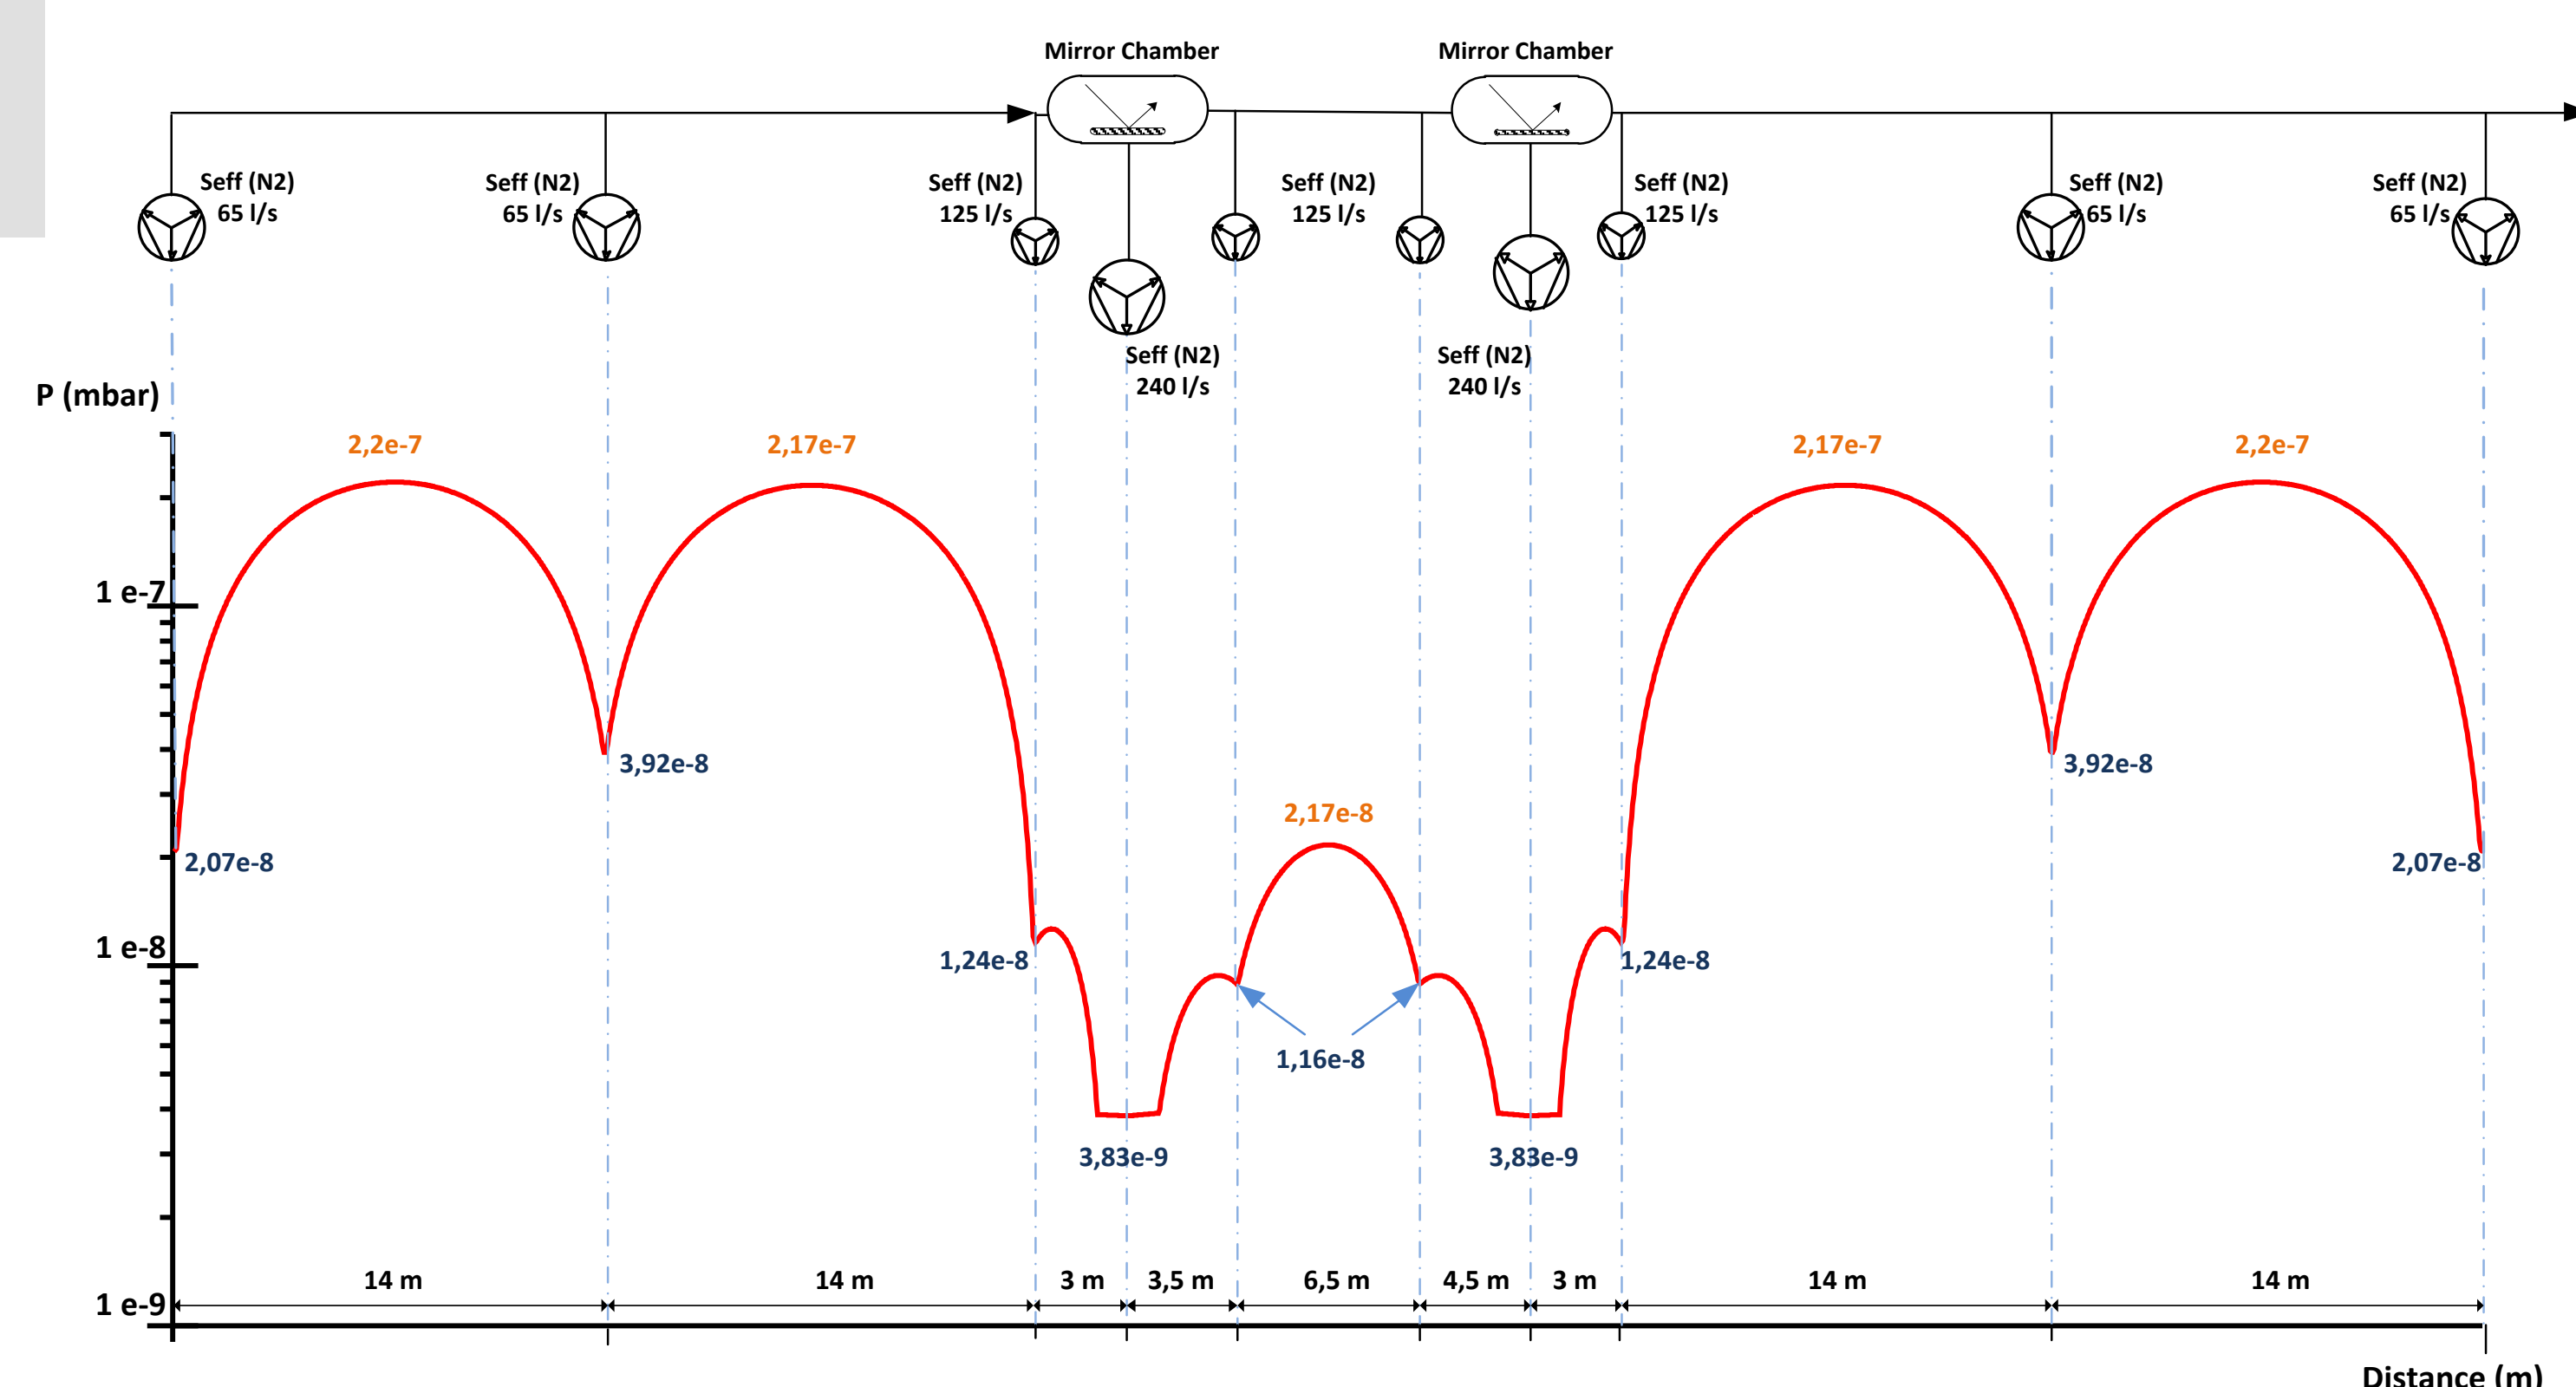 Mirror Chamber
Mirror Chamber
Seff (N2)
65 l/s
Seff (N2)
65 l/s
Seff (N2)
125 l/s
Seff (N2)
125 l/s
Seff (N2)
125 l/s
Seff (N2)
65 l/s
Seff (N2)
65 l/s
Seff (N2)
240 l/s
Seff (N2)
240 l/s
P (mbar)
2,2e-7
2,17e-7
2,17e-7
2,2e-7
1 e-7
3,92e-8
3,92e-8
2,17e-8
2,07e-8
2,07e-8
1 e-8
1,24e-8
1,24e-8
1,16e-8
3,83e-9
3,83e-9
14 m
14 m
3 m
3,5 m
6,5 m
4,5 m
3 m
14 m
14 m
1 e-9
Distance (m)